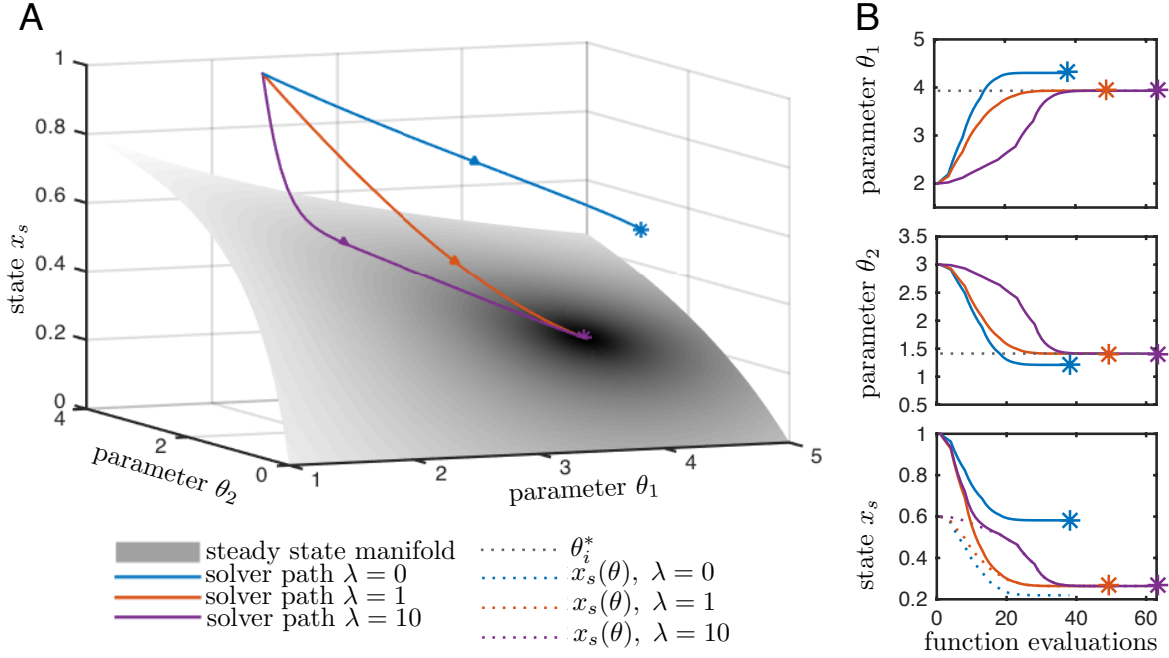 A
1
0.8
0.6
0.4
0.2
0
4
2
0
1
2
3
4
5
state x_s
parameter θ_2
parameter θ_1
steady state manifold
solver path λ = 0
solver path λ = 1
solver path λ = 10
θ_i^*
x_s(θ), λ = 0
x_s(θ), λ = 1
x_s(θ), λ = 10
B
parameter θ_1
5
4
3
2
parameter θ_2
3.5
3
2.5
2
1.5
1
0.5
state x_s
1
0.8
0.6
0.4
0.2
0 20 40 60
function evaluations